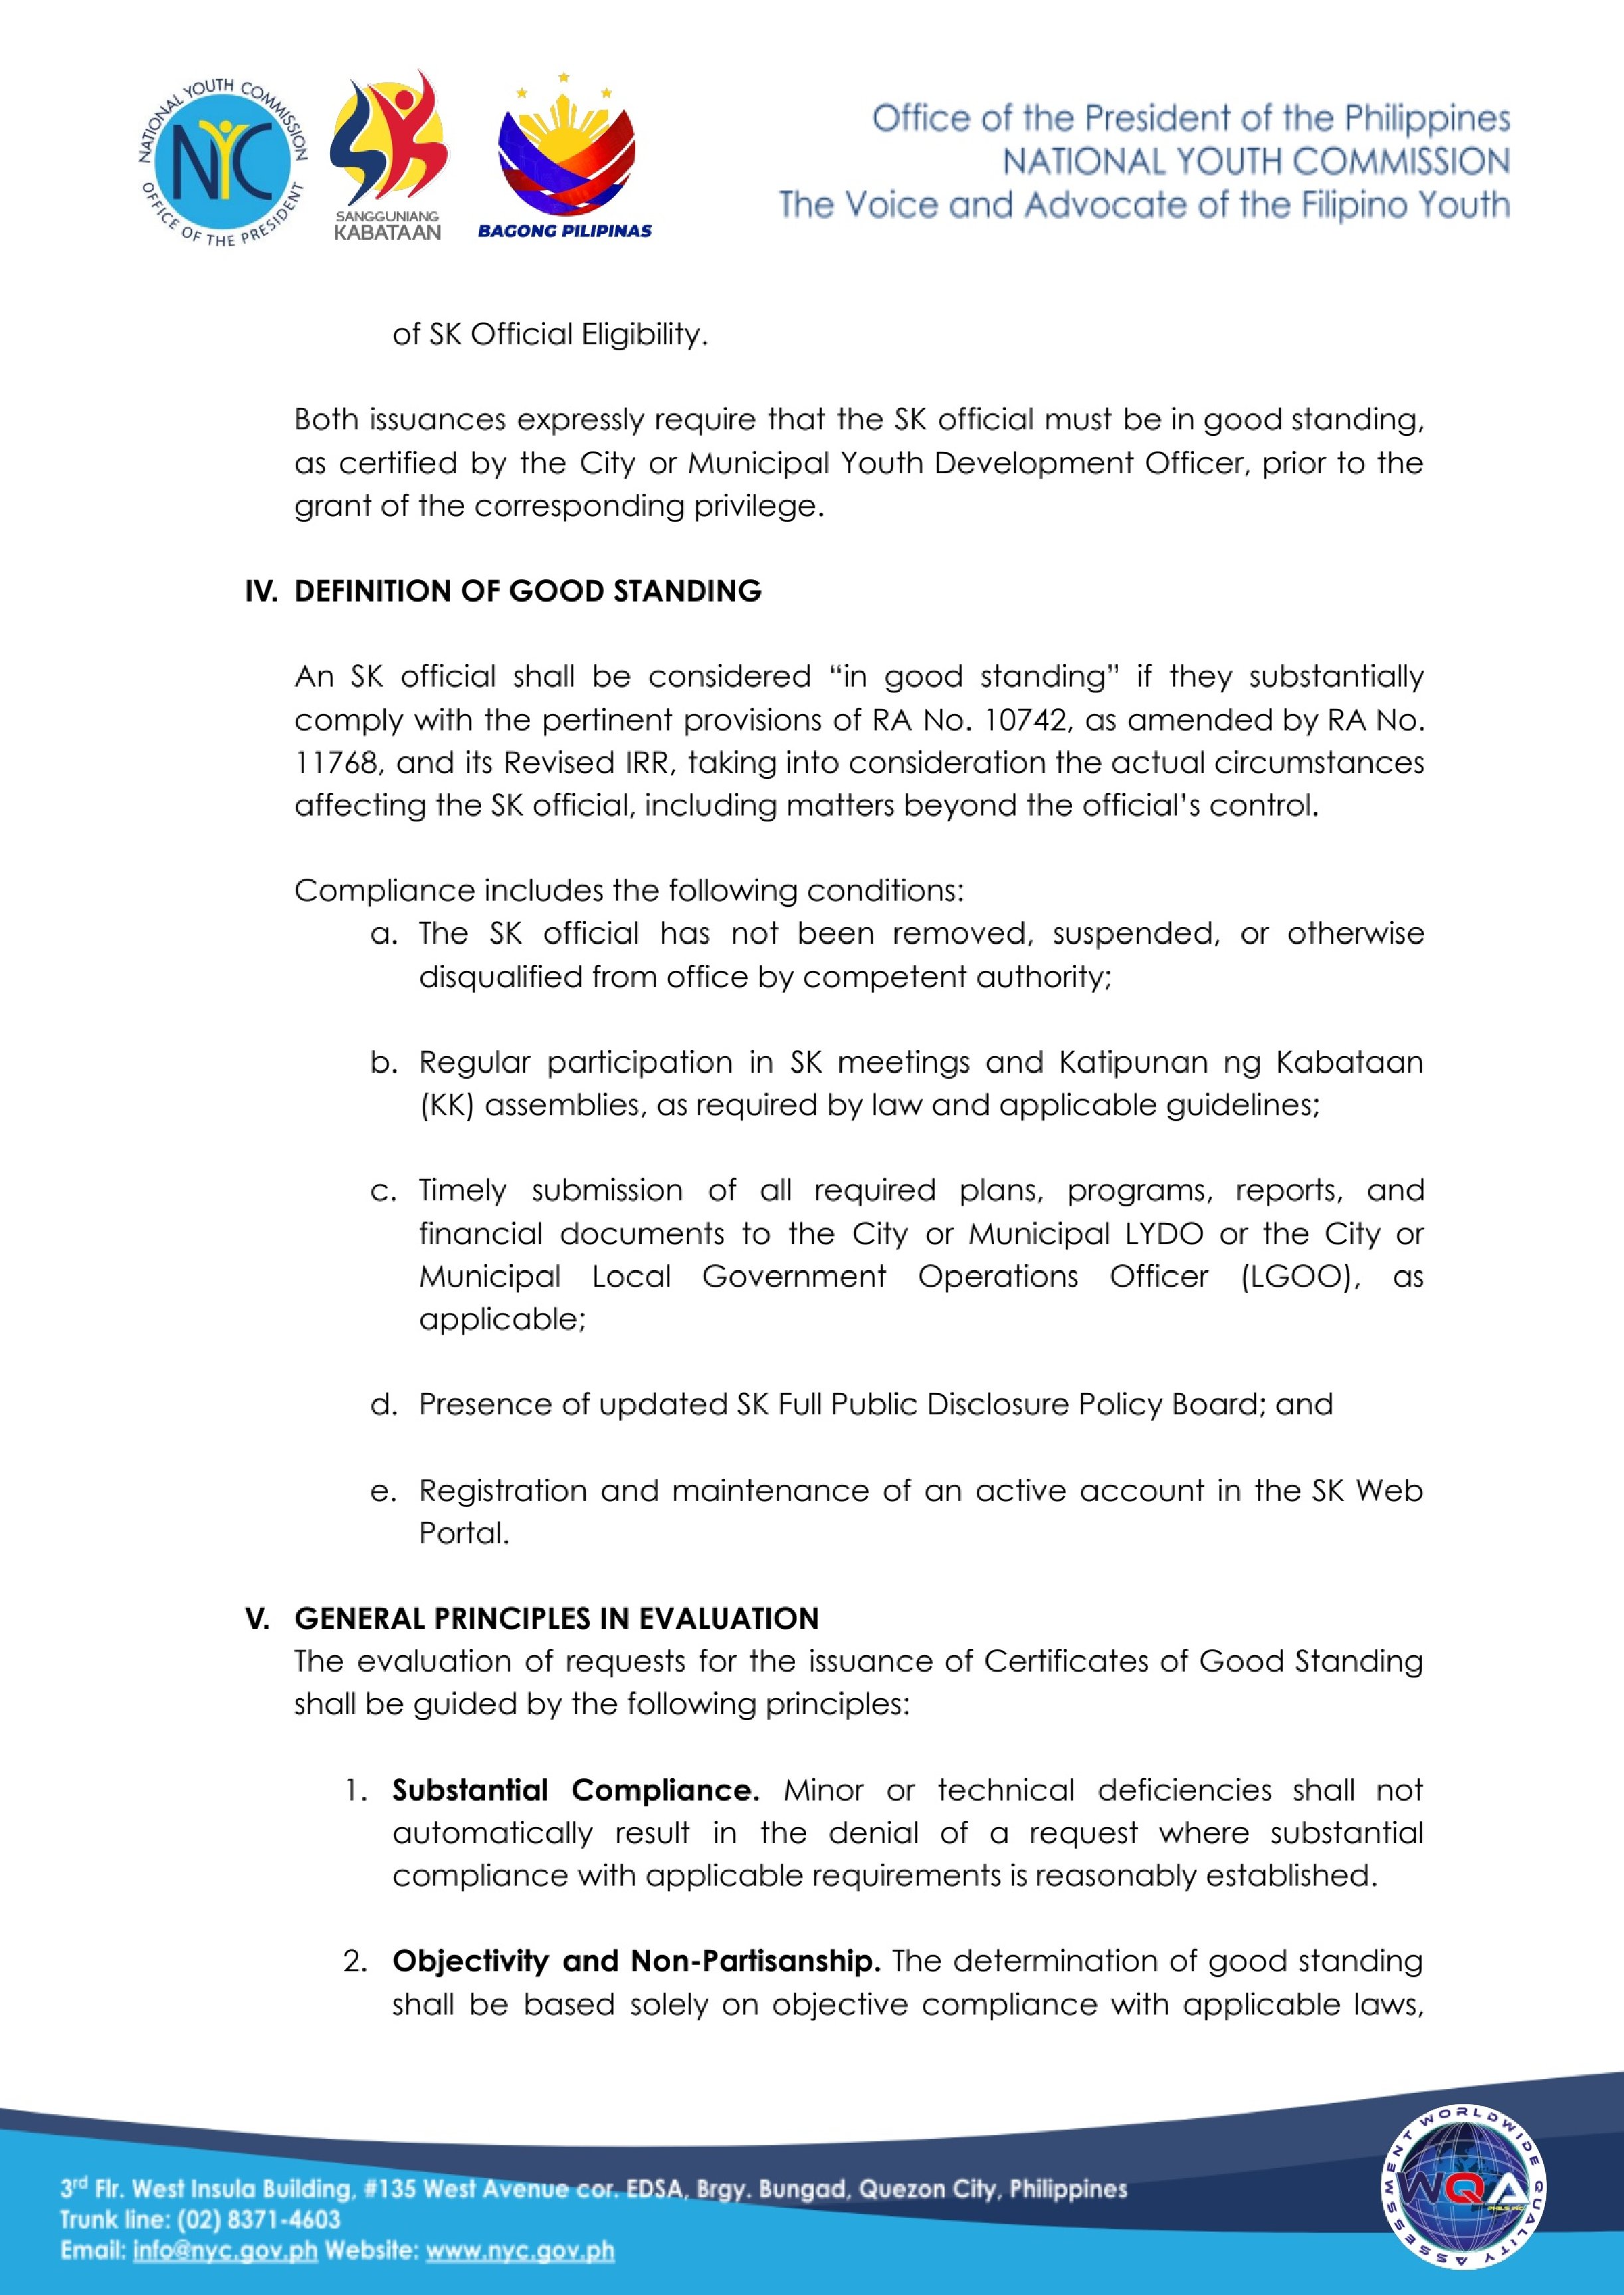 NATIONAL YOUTH COMMISSION
OFFICE OF THE PRESIDENT
NYC
SANGGUNIANG
KABATAAN
BAGONG PILIPINAS
Office of the President of the Philippines
NATIONAL YOUTH COMMISSION
The Voice and Advocate of the Filipino Youth
of SK Official Eligibility.
Both issuances expressly require that the SK official must be in good standing,
as certified by the City or Municipal Youth Development Officer, prior to the
grant of the corresponding privilege.
IV. DEFINITION OF GOOD STANDING
An SK official shall be considered “in good standing” if they substantially
comply with the pertinent provisions of RA No. 10742, as amended by RA No.
11768, and its Revised IRR, taking into consideration the actual circumstances
affecting the SK official, including matters beyond the official’s control.
Compliance includes the following conditions:
a. The SK official has not been removed, suspended, or otherwise
disqualified from office by competent authority;
b. Regular participation in SK meetings and Katipunan ng Kabataan
(KK) assemblies, as required by law and applicable guidelines;
c. Timely submission of all required plans, programs, reports, and
financial documents to the City or Municipal LYDO or the City or
Municipal Local Government Operations Officer (LGOO), as
applicable;
d. Presence of updated SK Full Public Disclosure Policy Board; and
e. Registration and maintenance of an active account in the SK Web
Portal.
V. GENERAL PRINCIPLES IN EVALUATION
The evaluation of requests for the issuance of Certificates of Good Standing
shall be guided by the following principles:
1. Substantial Compliance. Minor or technical deficiencies shall not
automatically result in the denial of a request where substantial
compliance with applicable requirements is reasonably established.
2. Objectivity and Non-Partisanship. The determination of good standing
shall be based solely on objective compliance with applicable laws,
3rd Flr. West Insula Building, #135 West Avenue cor. EDSA, Brgy. Bungad, Quezon City, Philippines
Trunk line: (02) 8371-4603
Email: info@nyc.gov.ph Website: www.nyc.gov.ph
WORLDWIDE QUALITY ASSESSMENT
WQA